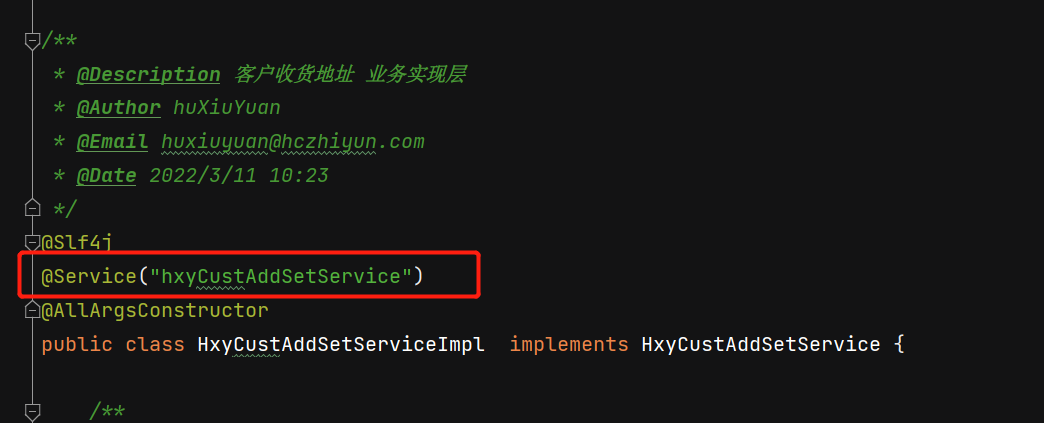 /**
* @Description 客户收货地址 业务实现层
* @Author huXiuYuan
* @Email huxiuyuan@hczhiyun.com
* @Date 2022/3/11 10:23
*/
@Slf4j
@Service("hxyCustAddSetService")
@AllArgsConstructor
public class HxyCustAddSetServiceImpl  implements HxyCustAddSetService {
/**